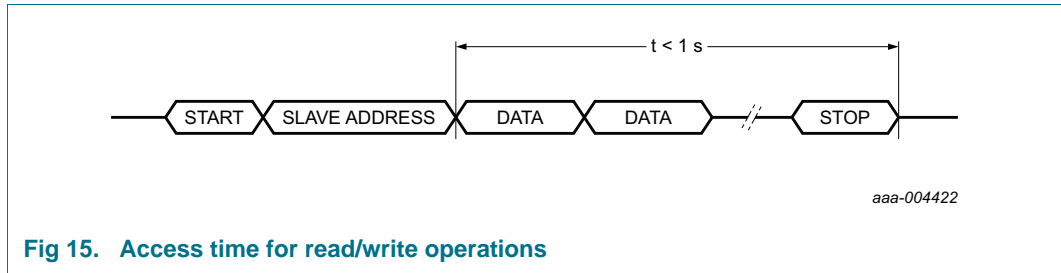 t < 1 s
START SLAVE ADDRESS DATA DATA STOP
aaa-004422
Fig 15. Access time for read/write operations